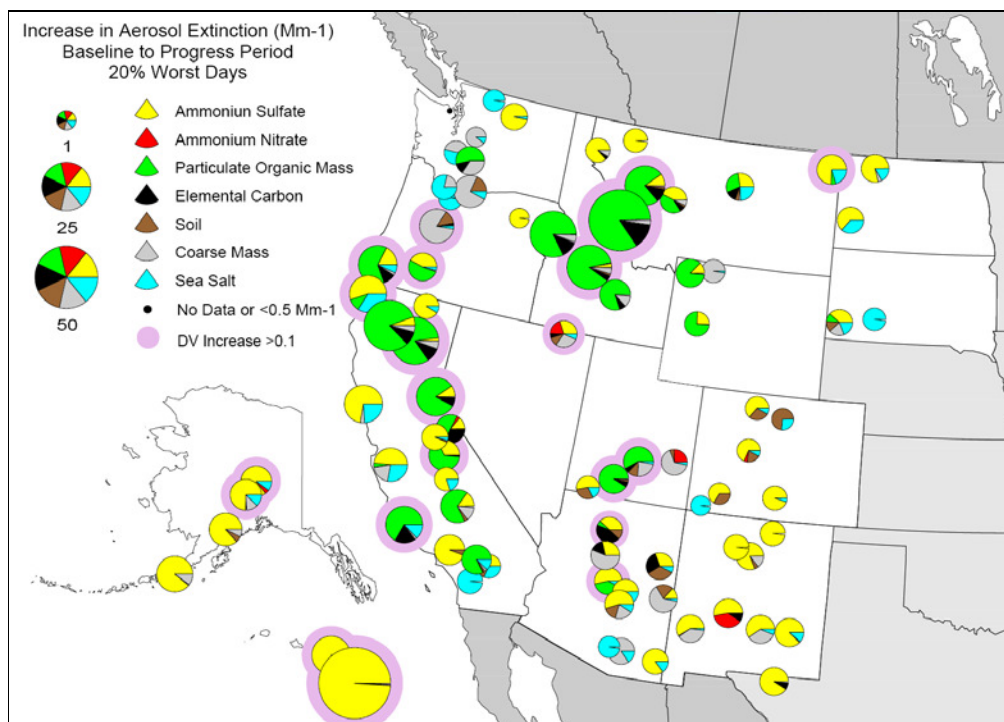 Increase in Aerosol Extinction (Mm-1)
Baseline to Progress Period
20% Worst Days
1
25
50
Ammoniun Sulfate
Ammonium Nitrate
Particulate Organic Mass
Elemental Carbon
Soil
Coarse Mass
Sea Salt
No Data or <0.5 Mm-1
DV Increase >0.1